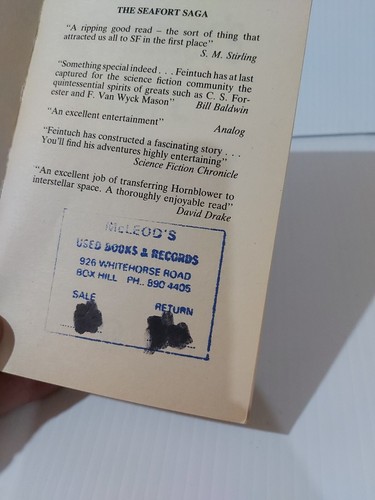 THE SEAFORT SAGA
"A ripping good read – the sort of thing that
attracted us all to SF in the first place"
S. M. Stirling
"Something special indeed . . . Feintuch has at last
captured for the science fiction community the
quintessential spirits of greats such as C. S. For-
ester and F. Van Wyck Mason" Bill Baldwin
"An excellent entertainment"
Analog
"Feintuch has constructed a fascinating story . . .
You'll find his adventures highly entertaining"
Science Fiction Chronicle
"An excellent job of transferring Hornblower to
interstellar space. A thoroughly enjoyable read"
David Drake
McLEOD'S
USED BOOKS & RECORDS
926 WHITEHORSE ROAD
BOX HILL PH.. 890 4405
SALE
RETURN